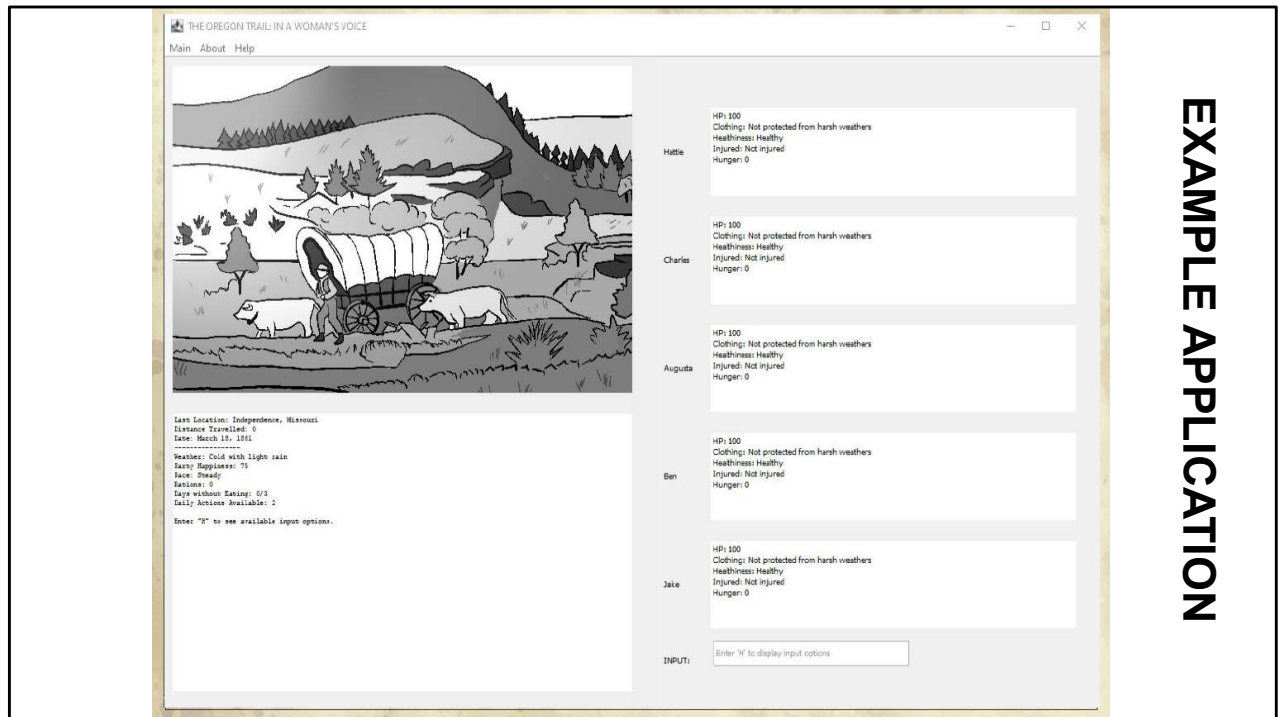 THE OREGON TRAIL: IN A WOMAN'S VOICE
Main About Help
Last Location: Independence, Missouri
Distance Travelled: 0
Date: March 18, 1861
-----------------
Weather: Cold with light rain
Party Happiness: 75
Pace: Steady
Rations: 0
Days without Eating: 0/3
Daily Actions Available: 2
Enter "H" to see available input options.
Hattie
HP: 100
Clothing: Not protected from harsh weathers
Heathiness: Healthy
Injured: Not injured
Hunger: 0
Charles
HP: 100
Clothing: Not protected from harsh weathers
Heathiness: Healthy
Injured: Not injured
Hunger: 0
Augusta
HP: 100
Clothing: Not protected from harsh weathers
Heathiness: Healthy
Injured: Not injured
Hunger: 0
Ben
HP: 100
Clothing: Not protected from harsh weathers
Heathiness: Healthy
Injured: Not injured
Hunger: 0
Jake
HP: 100
Clothing: Not protected from harsh weathers
Heathiness: Healthy
Injured: Not injured
Hunger: 0
INPUT:
Enter 'H' to display input options
EXAMPLE APPLICATION